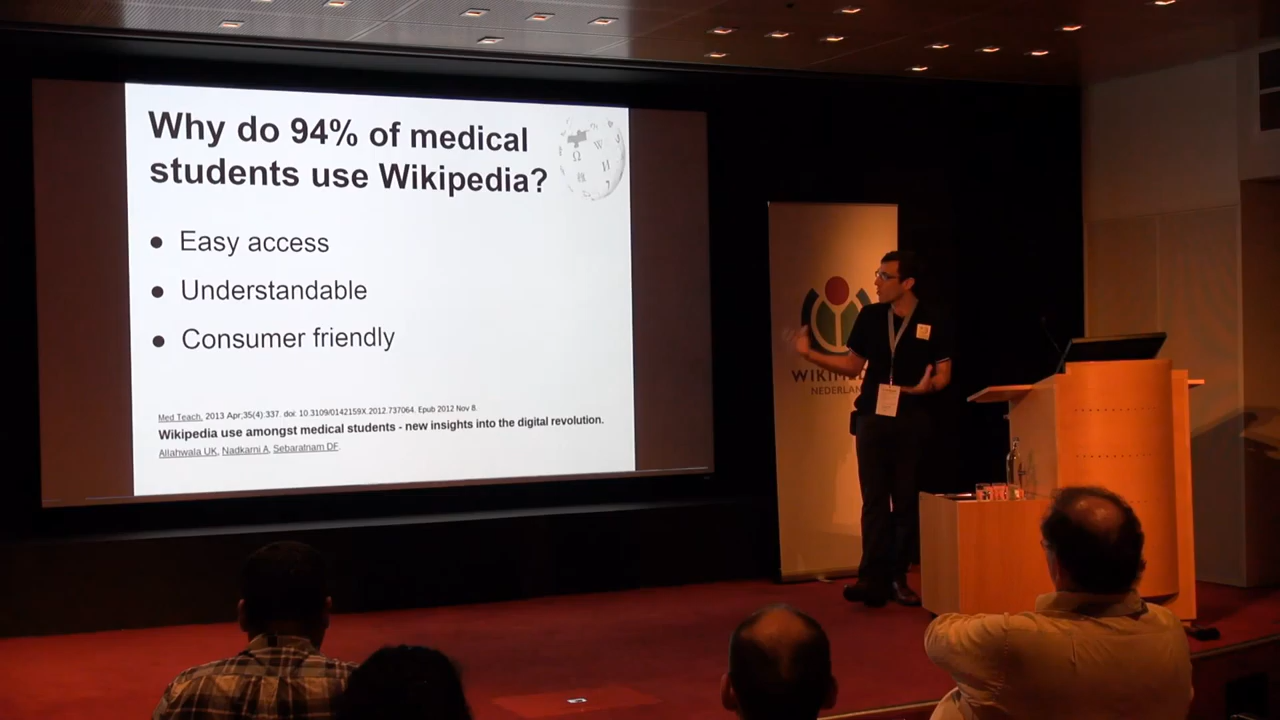 Why do 94% of medical
students use Wikipedia?
● Easy access
● Understandable
● Consumer friendly
Med Teach. 2013 Apr;35(4):337. doi: 10.3109/0142159X.2012.737064. Epub 2012 Nov 8.
Wikipedia use amongst medical students - new insights into the digital revolution.
Allahwala UK, Nadkarni A, Sebaratnam DF.
WIKIME
NEDERLAN